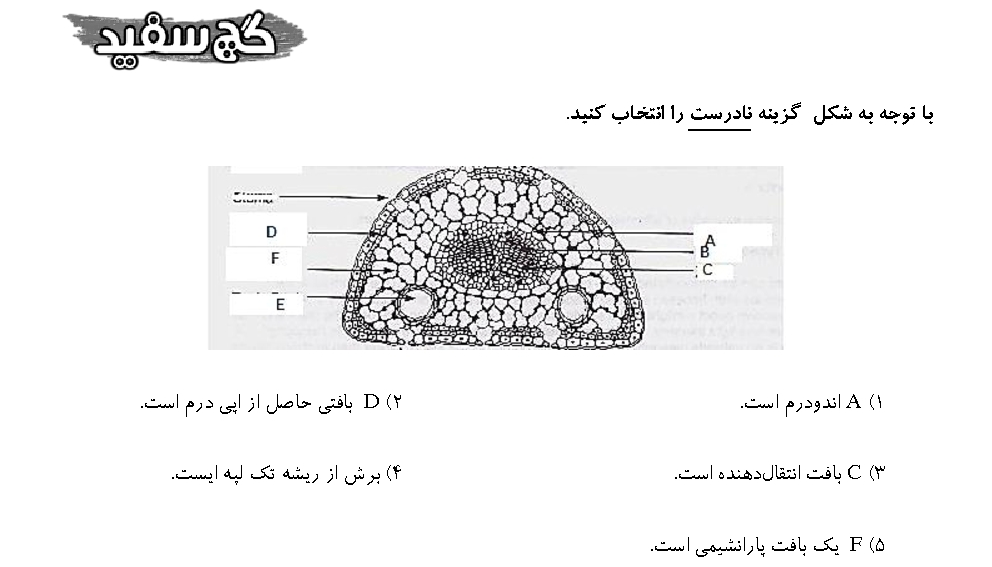 گچ سفید
با توجه به شکل گزینه نادرست را انتخاب کنید.
Stoma
D
F
E
A
B
C
۱) A اندودرم است.
۲) D بافتی حاصل از اپی درم است.
۳) C بافت انتقال‌دهنده است.
۴) برش از ریشه تک لپه ایست.
۵) F یک بافت پارانشیمی است.